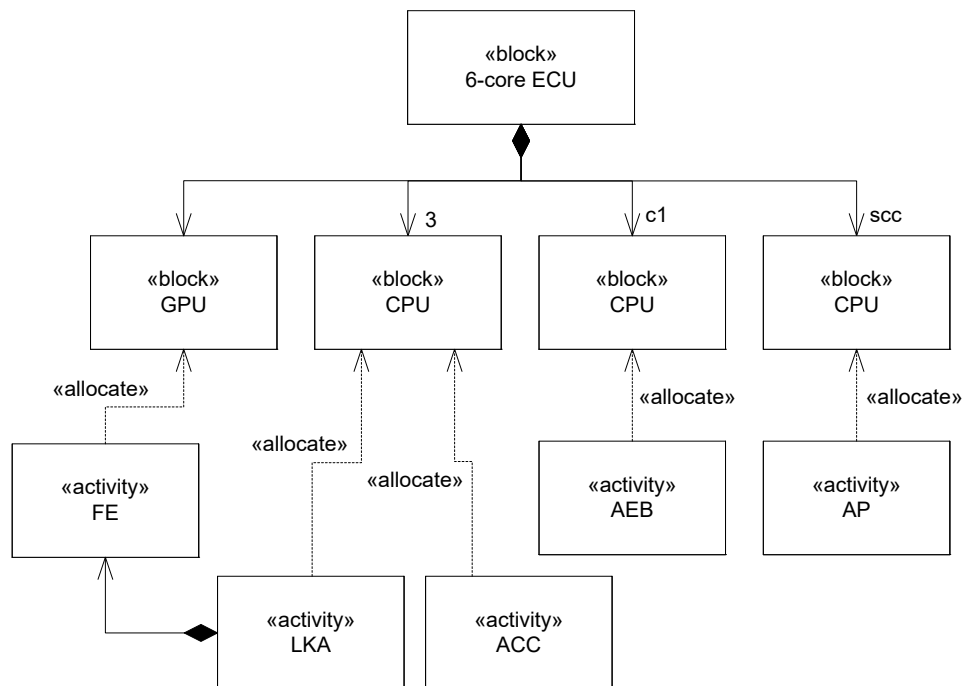 «block»
6-core ECU
3
c1
scc
«block»
GPU
«block»
CPU
«block»
CPU
«block»
CPU
«allocate»
«allocate»
«allocate»
«allocate»
«allocate»
«activity»
FE
«activity»
AEB
«activity»
AP
«activity»
LKA
«activity»
ACC